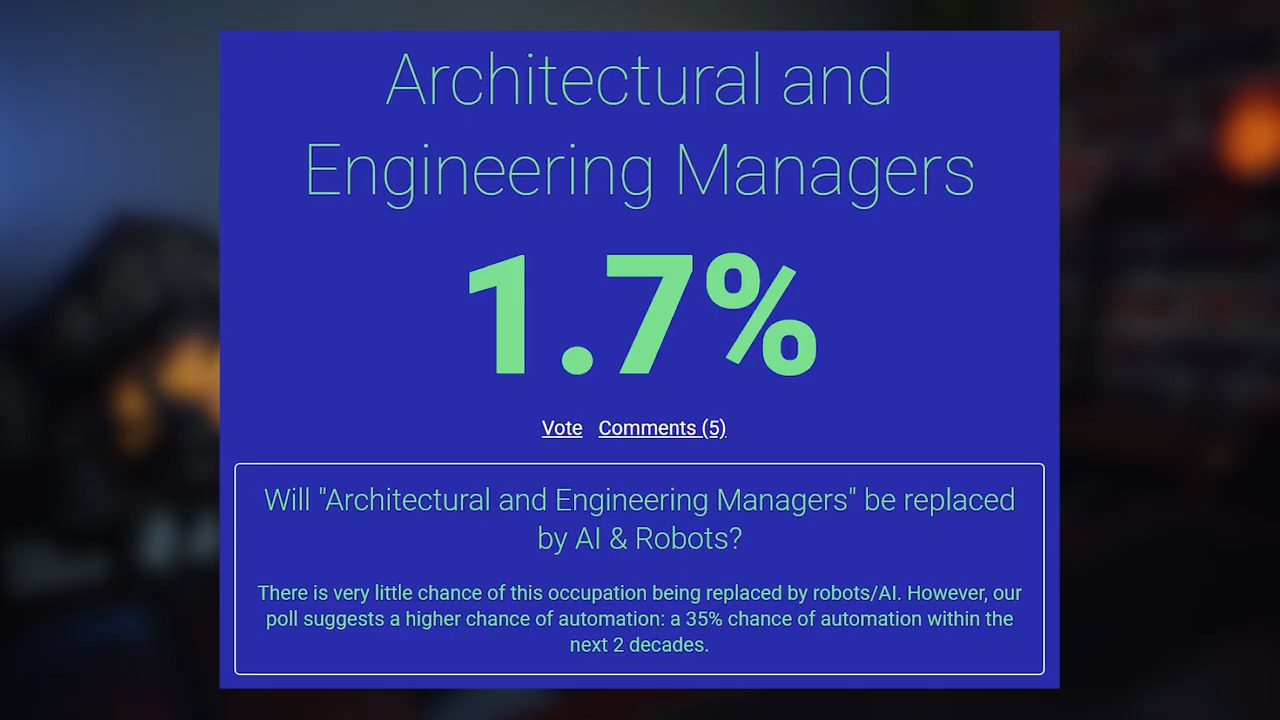 Architectural and
Engineering Managers
1.7%
Vote Comments (5)
Will "Architectural and Engineering Managers" be replaced
by AI & Robots?
There is very little chance of this occupation being replaced by robots/AI. However, our
poll suggests a higher chance of automation: a 35% chance of automation within the
next 2 decades.